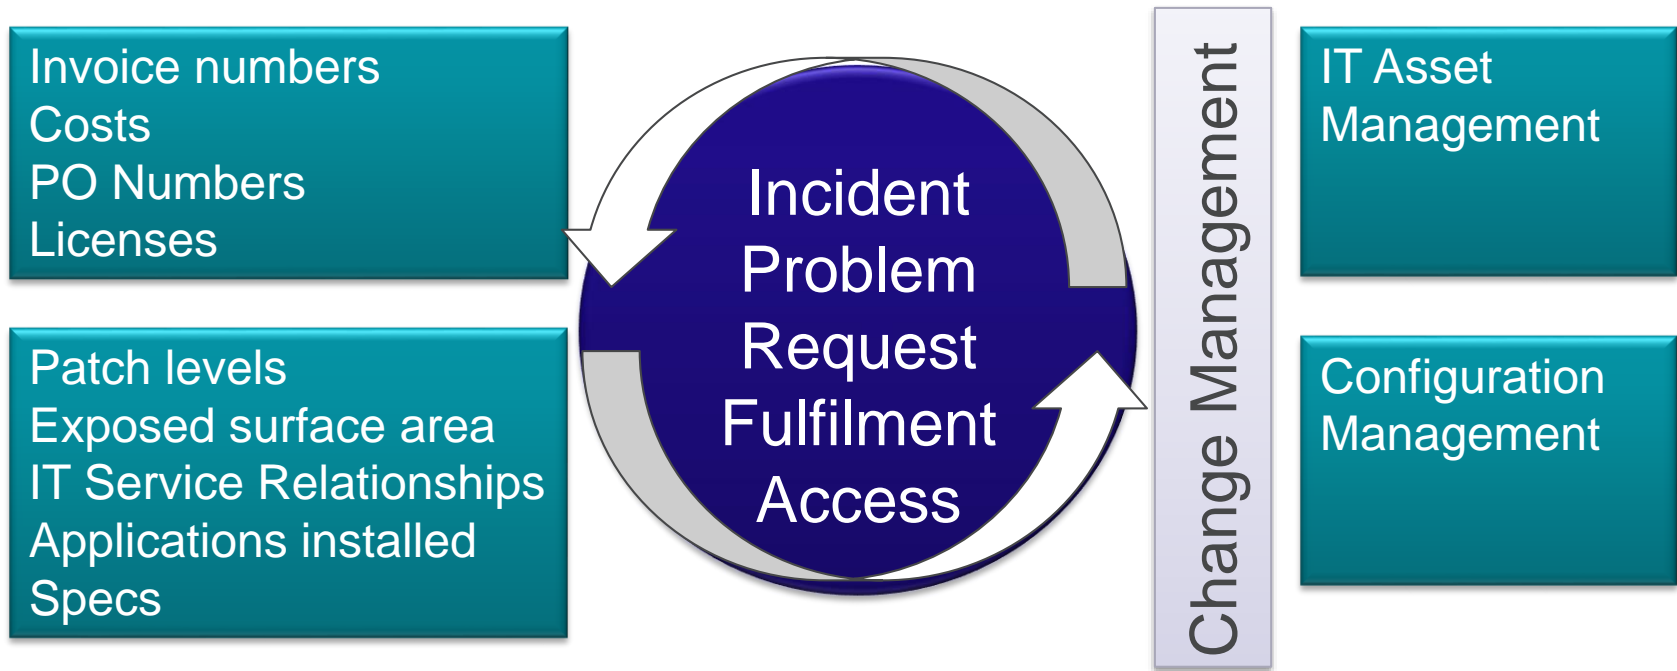 Invoice numbers
Costs
PO Numbers
Licenses
Patch levels
Exposed surface area
IT Service Relationships
Applications installed
Specs
Incident
Problem
Request
Fulfilment
Access
Change Management
IT Asset
Management
Configuration
Management